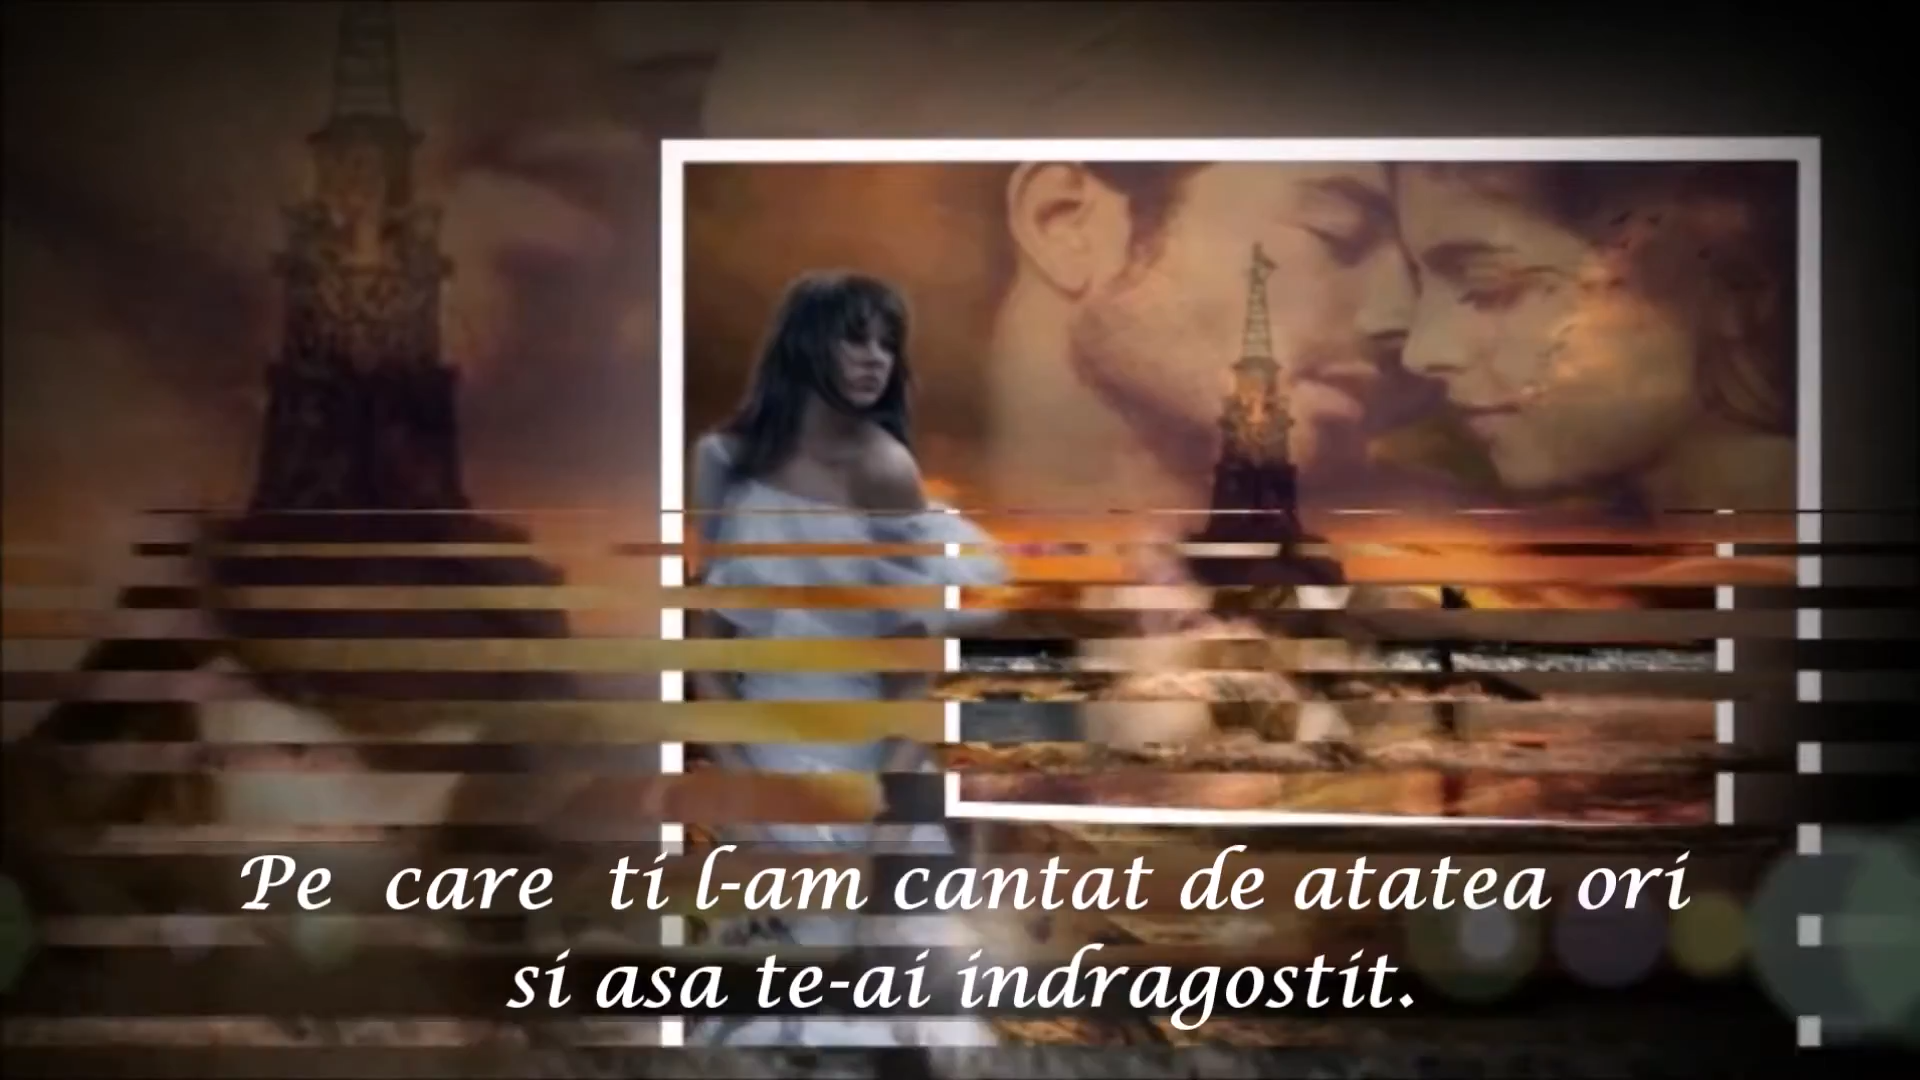 Pe care ti l-am cantat de atatea ori
si asa te-ai indragostit.